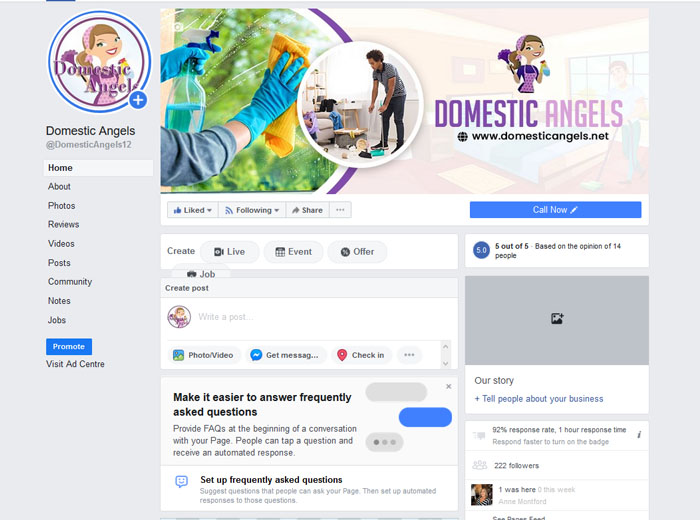 Domestic
Angels
Domestic Angels
@DomesticAngels12
Home
About
Photos
Reviews
Videos
Posts
Community
Notes
Jobs
Promote
Visit Ad Centre
DOMESTIC ANGELS
www.domesticangels.net
Liked
Following
Share
Call Now
Create
Live
Event
Offer
Job
Create post
Write a post...
Photo/Video
Get messag...
Check in
Make it easier to answer frequently
asked questions
Provide FAQs at the beginning of a conversation
with your Page. People can tap a question and
receive an automated response.
Set up frequently asked questions
Suggest questions that people can ask your Page. Then set up automated
responses to those questions.
5.0
5 out of 5 · Based on the opinion of 14
people
Our story
+ Tell people about your business
92% response rate, 1 hour response time
Respond faster to turn on the badge
222 followers
1 was here 0 this week
Anne Montford
See Pages Feed